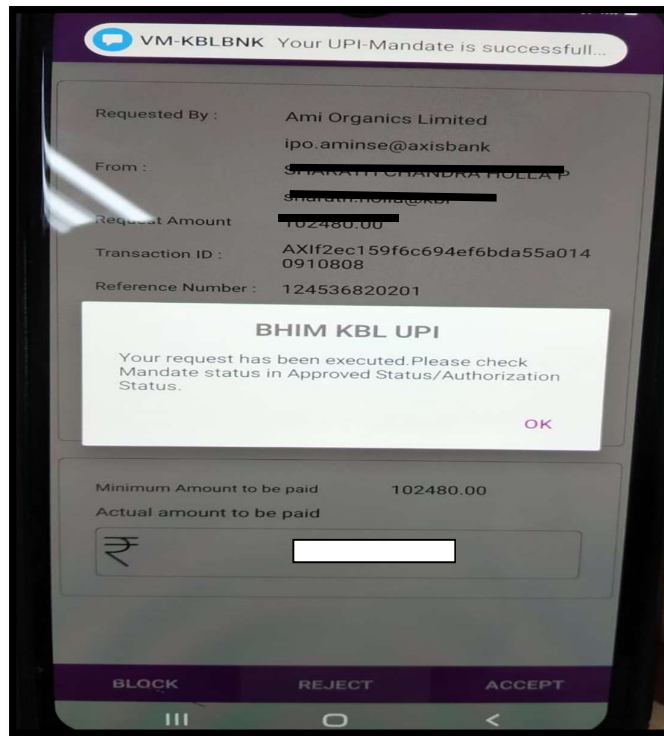 VM-KBLBNK Your UPI-Mandate is successfull...
Requested By : Ami Organics Limited
ipo.aminse@axisbank
From :
Request Amount
Transaction ID : AXIf2ec159f6c694ef6bda55a014
0910808
Reference Number : 124536820201
BHIM KBL UPI
Your request has been executed.Please check
Mandate status in Approved Status/Authorization
Status.
OK
Minimum Amount to be paid 102480.00
Actual amount to be paid
₹
BLOCK REJECT ACCEPT